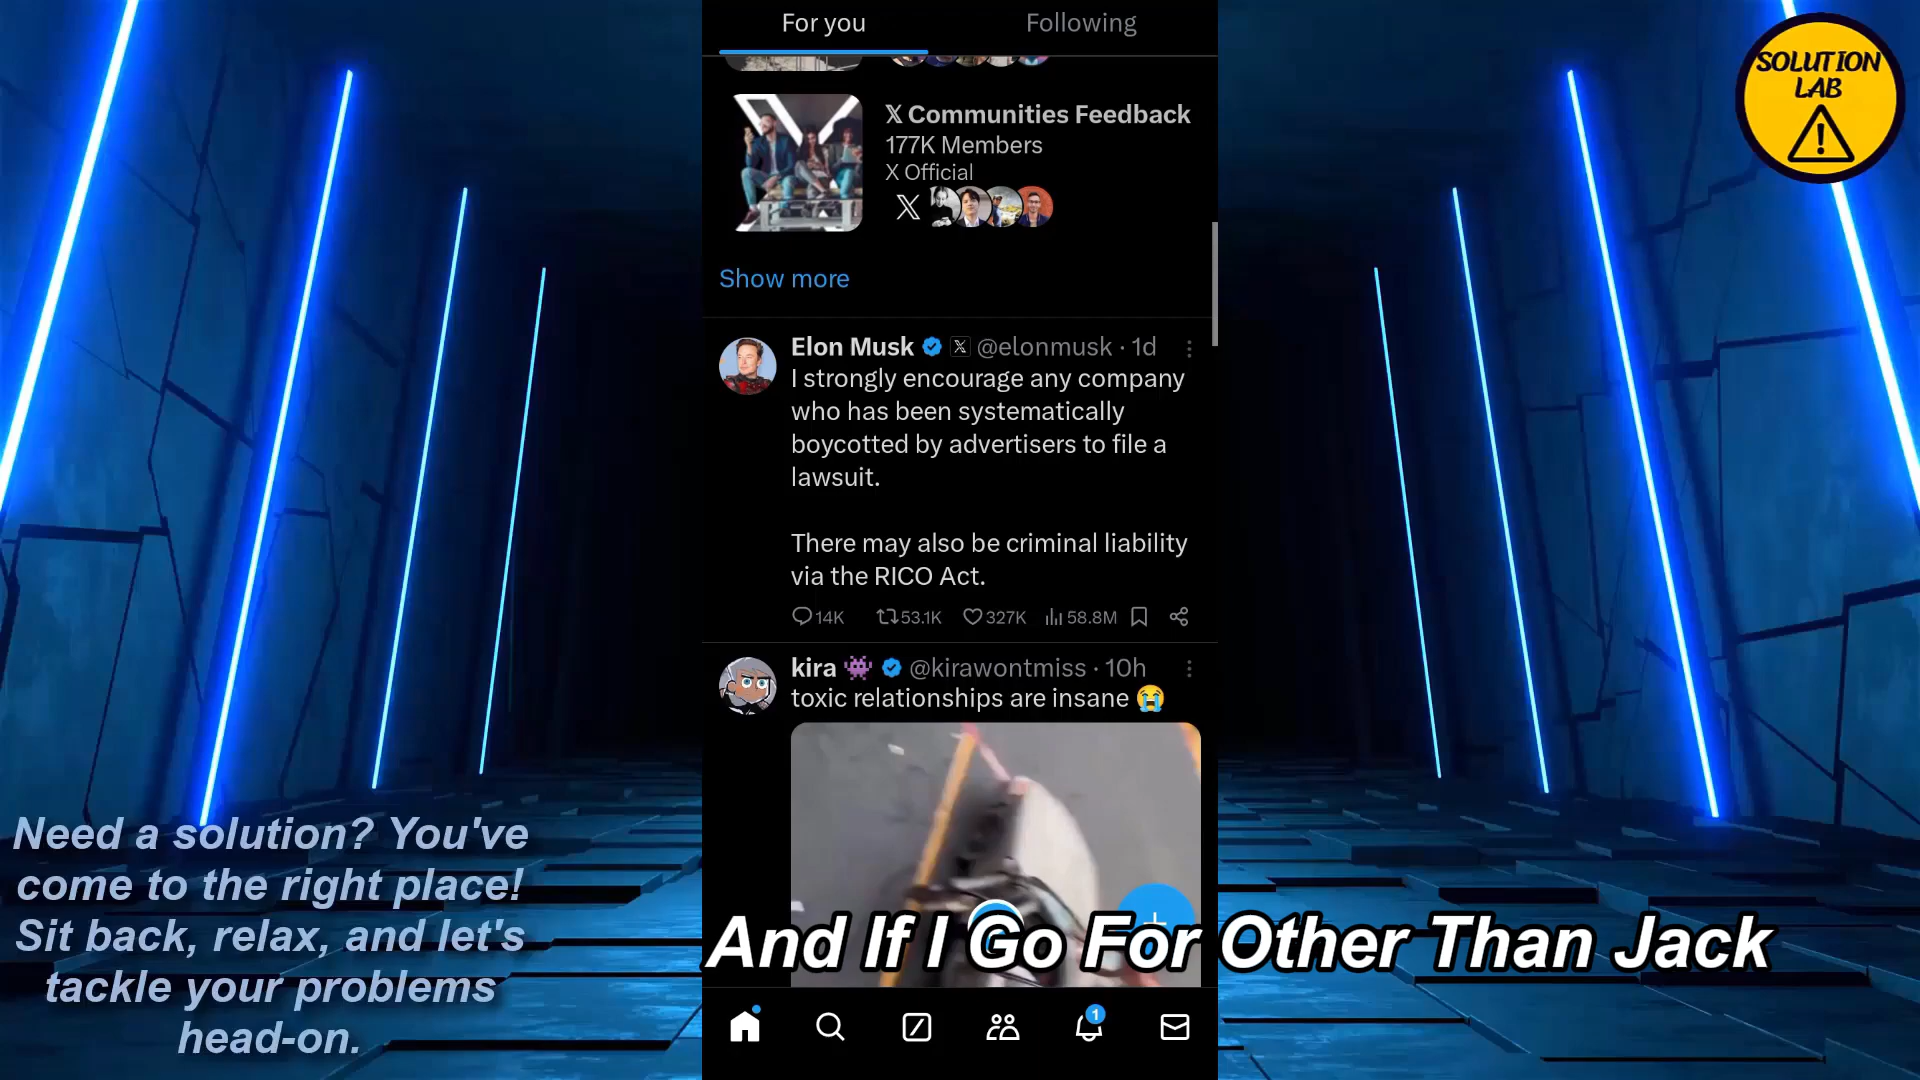 For you
Following
SOLUTION
LAB
𝕏 Communities Feedback
177K Members
X Official
Show more
Elon Musk @elonmusk · 1d
I strongly encourage any company
who has been systematically
boycotted by advertisers to file a
lawsuit.
There may also be criminal liability
via the RICO Act.
14K 53.1K 327K 58.8M
kira 👾 @kirawontmiss · 10h
toxic relationships are insane 😭
Need a solution? You've
come to the right place!
Sit back, relax, and let's
tackle your problems
head-on.
And If I Go For Other Than Jack
1